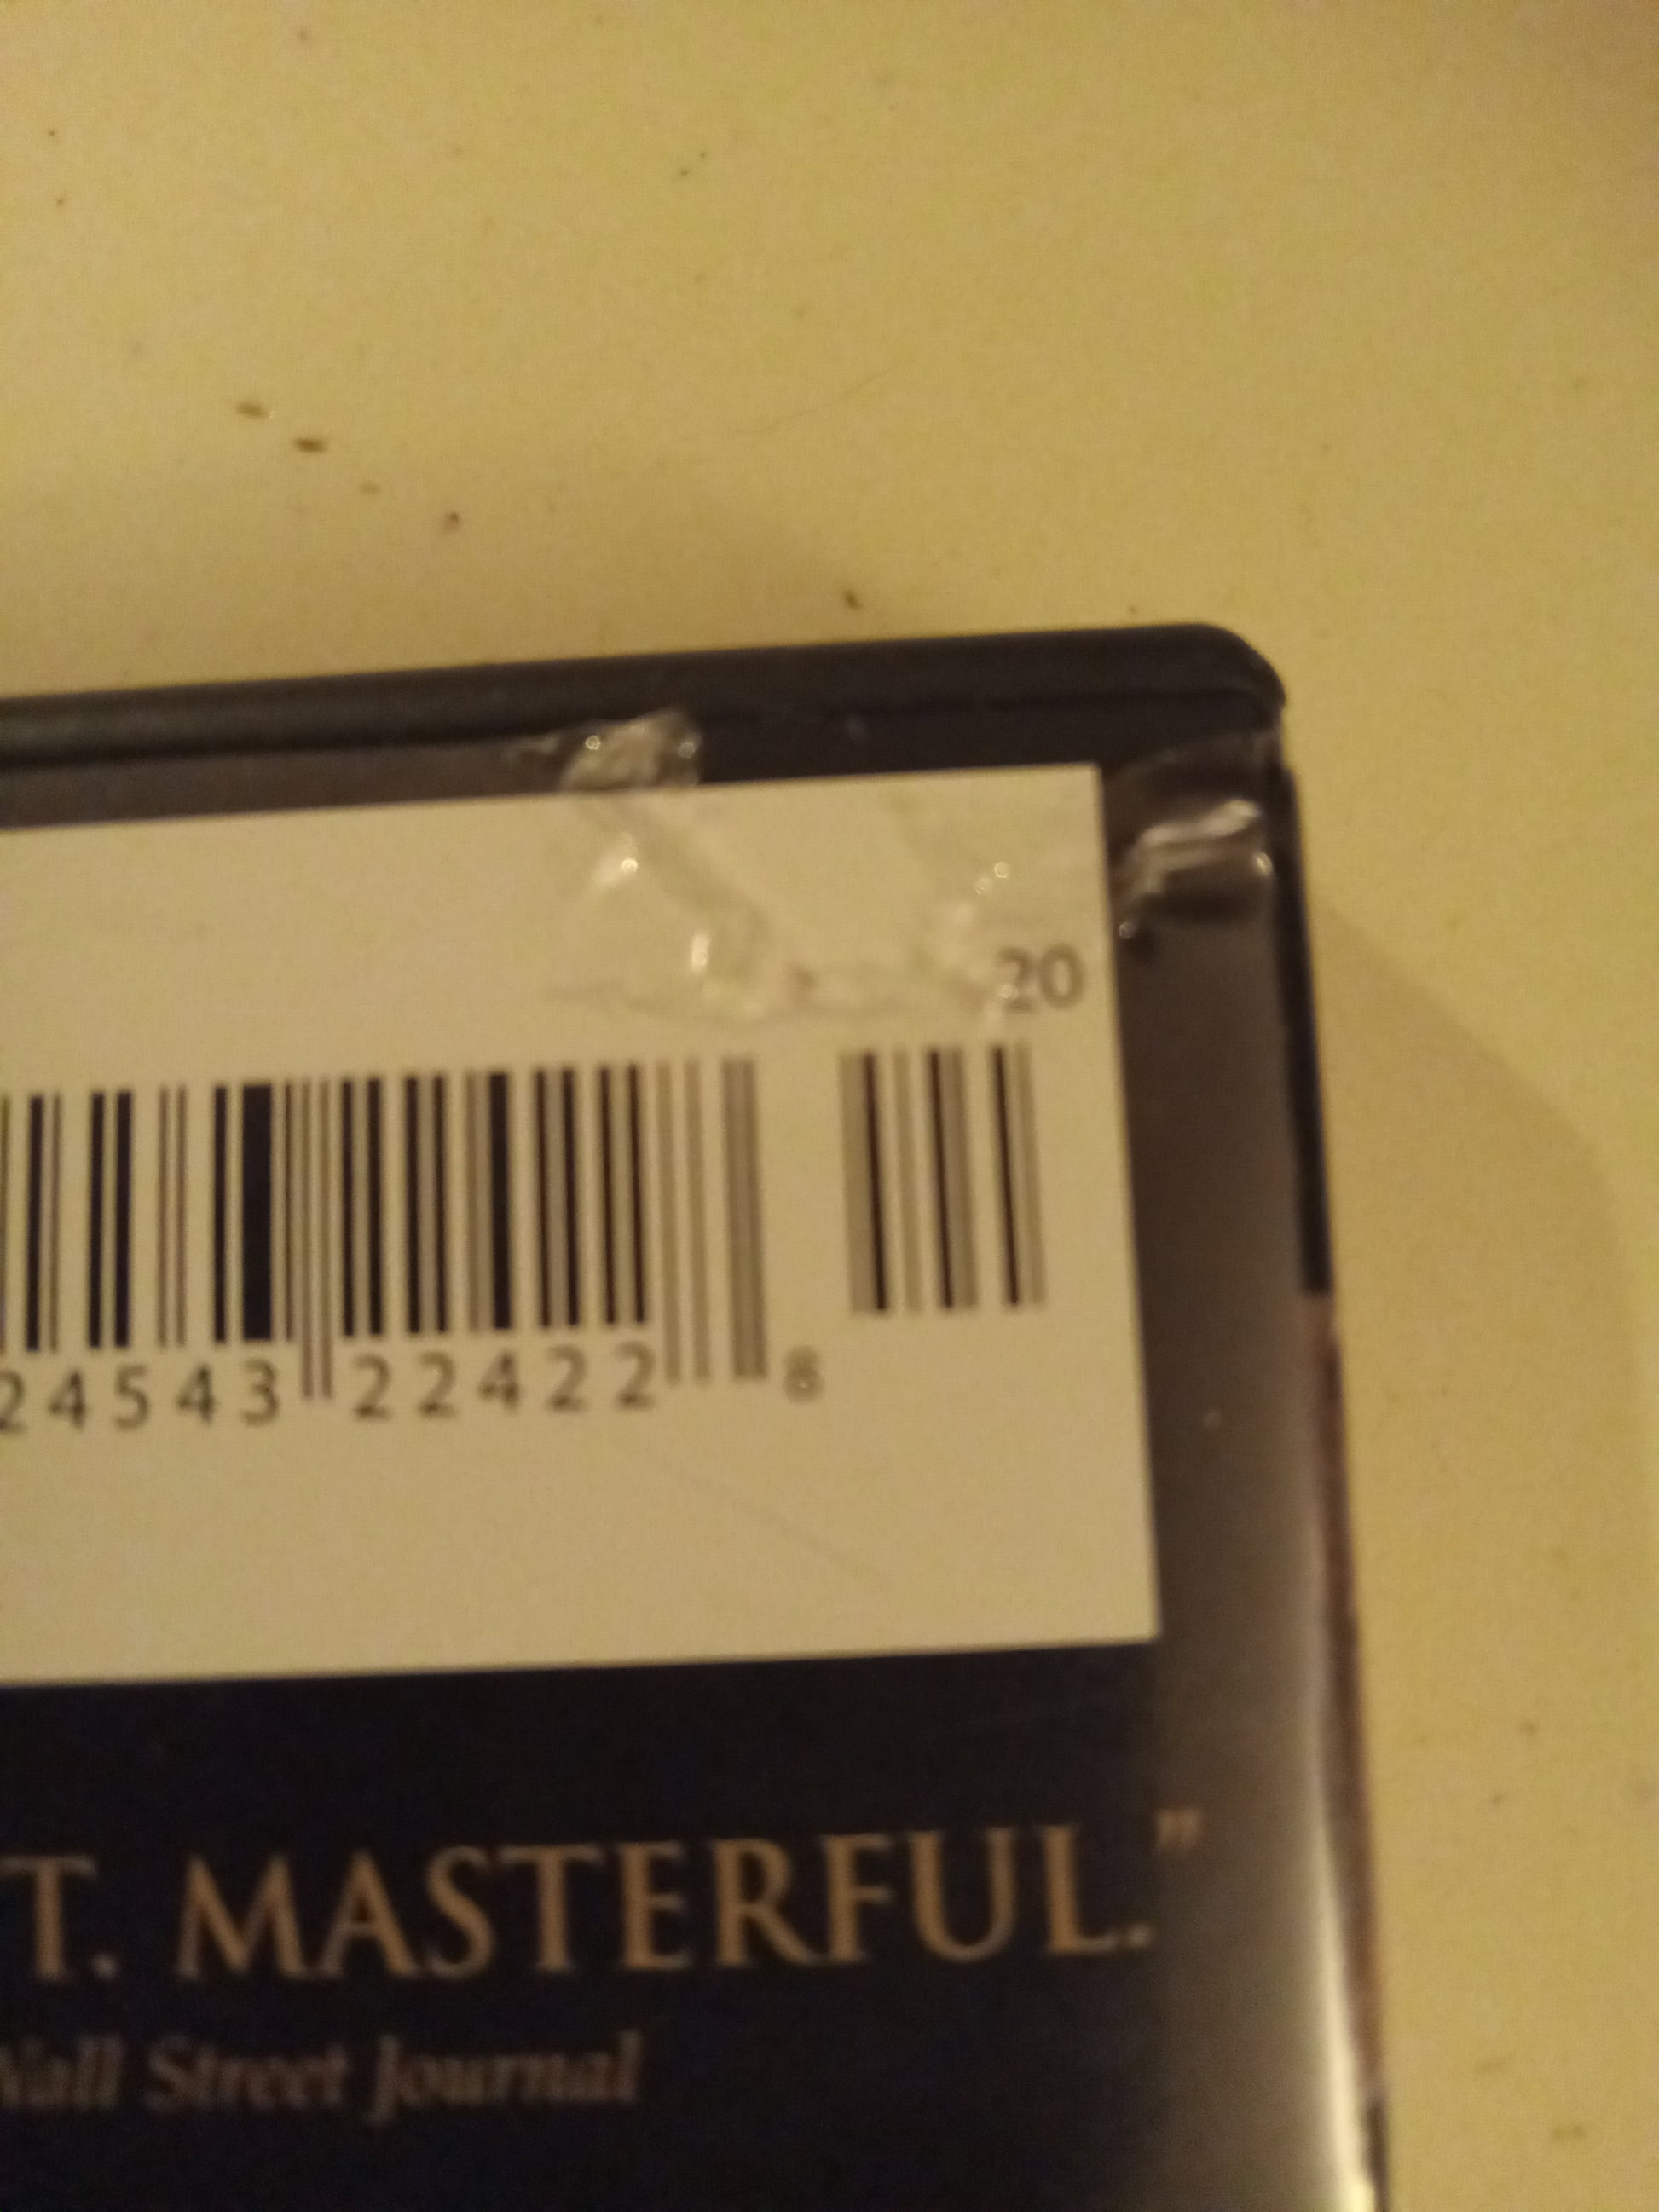 20
24543 22422 8
T. MASTERFUL.”
Wall Street Journal